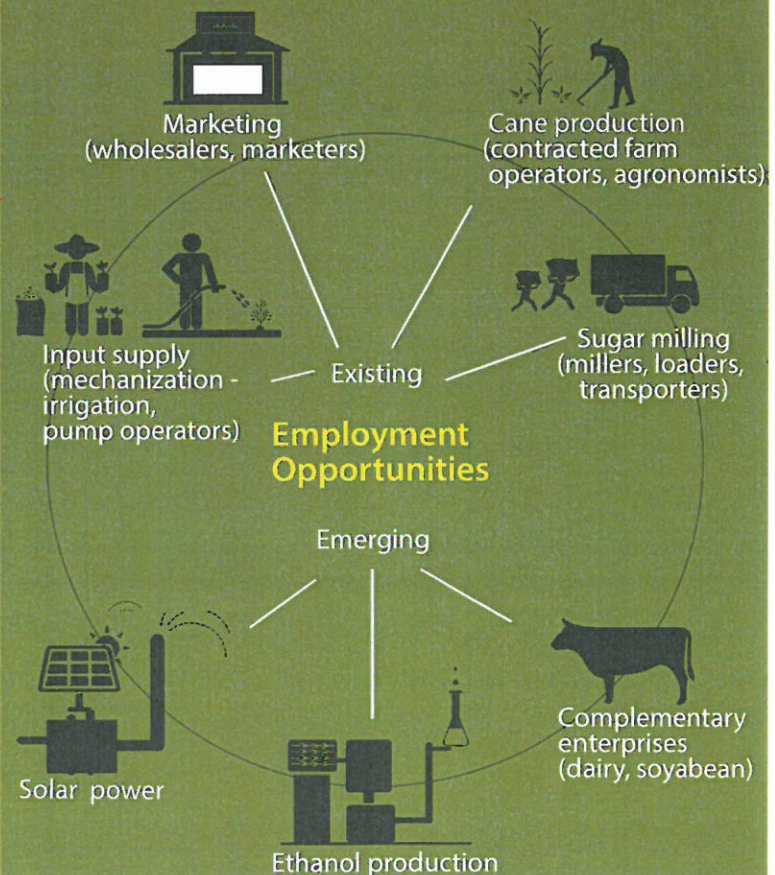 Marketing
(wholesalers, marketers)
Cane production
(contracted farm
operators, agronomists)
Input supply
(mechanization -
irrigation,
pump operators)
Sugar milling
(millers, loaders,
transporters)
Existing
Employment
Opportunities
Emerging
Solar power
Ethanol production
Complementary
enterprises
(dairy, soyabean)